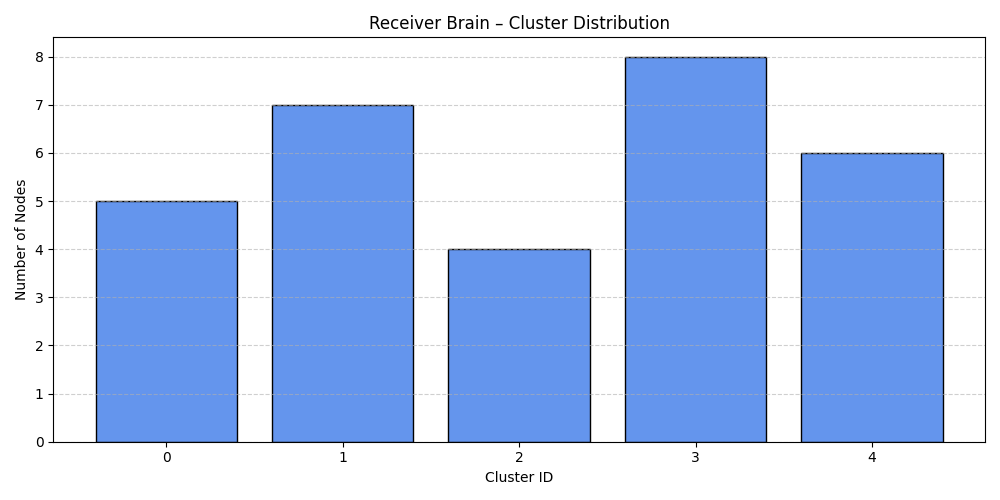 Receiver Brain – Cluster Distribution
Number of Nodes
8
7
6
5
4
3
2
1
0
0 1 2 3 4
Cluster ID